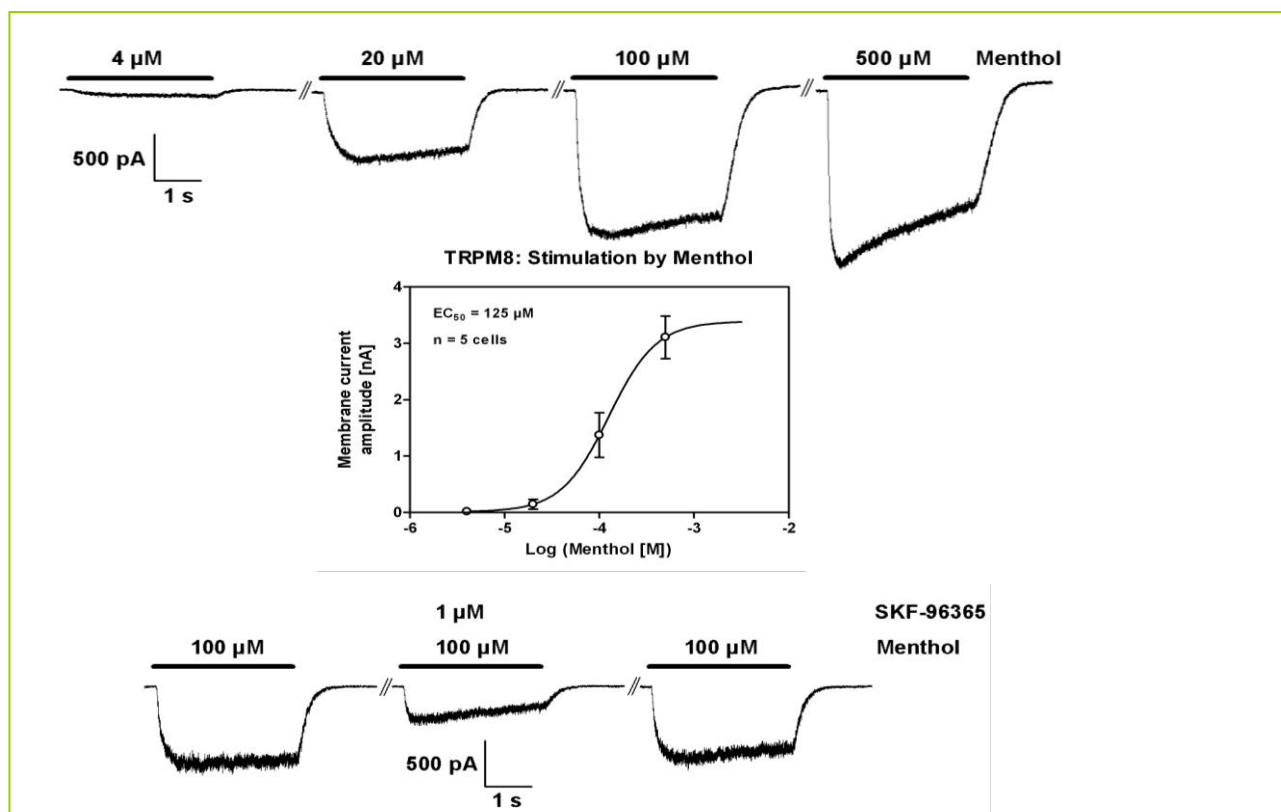 4 µM 20 µM 100 µM 500 µM Menthol
500 pA
1 s
TRPM8: Stimulation by Menthol
4
3
2
1
0
EC₅₀ = 125 µM
n = 5 cells
Membrane current
amplitude [nA]
-6 -5 -4 -3 -2
Log (Menthol [M])
1 µM SKF-96365
100 µM 100 µM 100 µM Menthol
500 pA
1 s